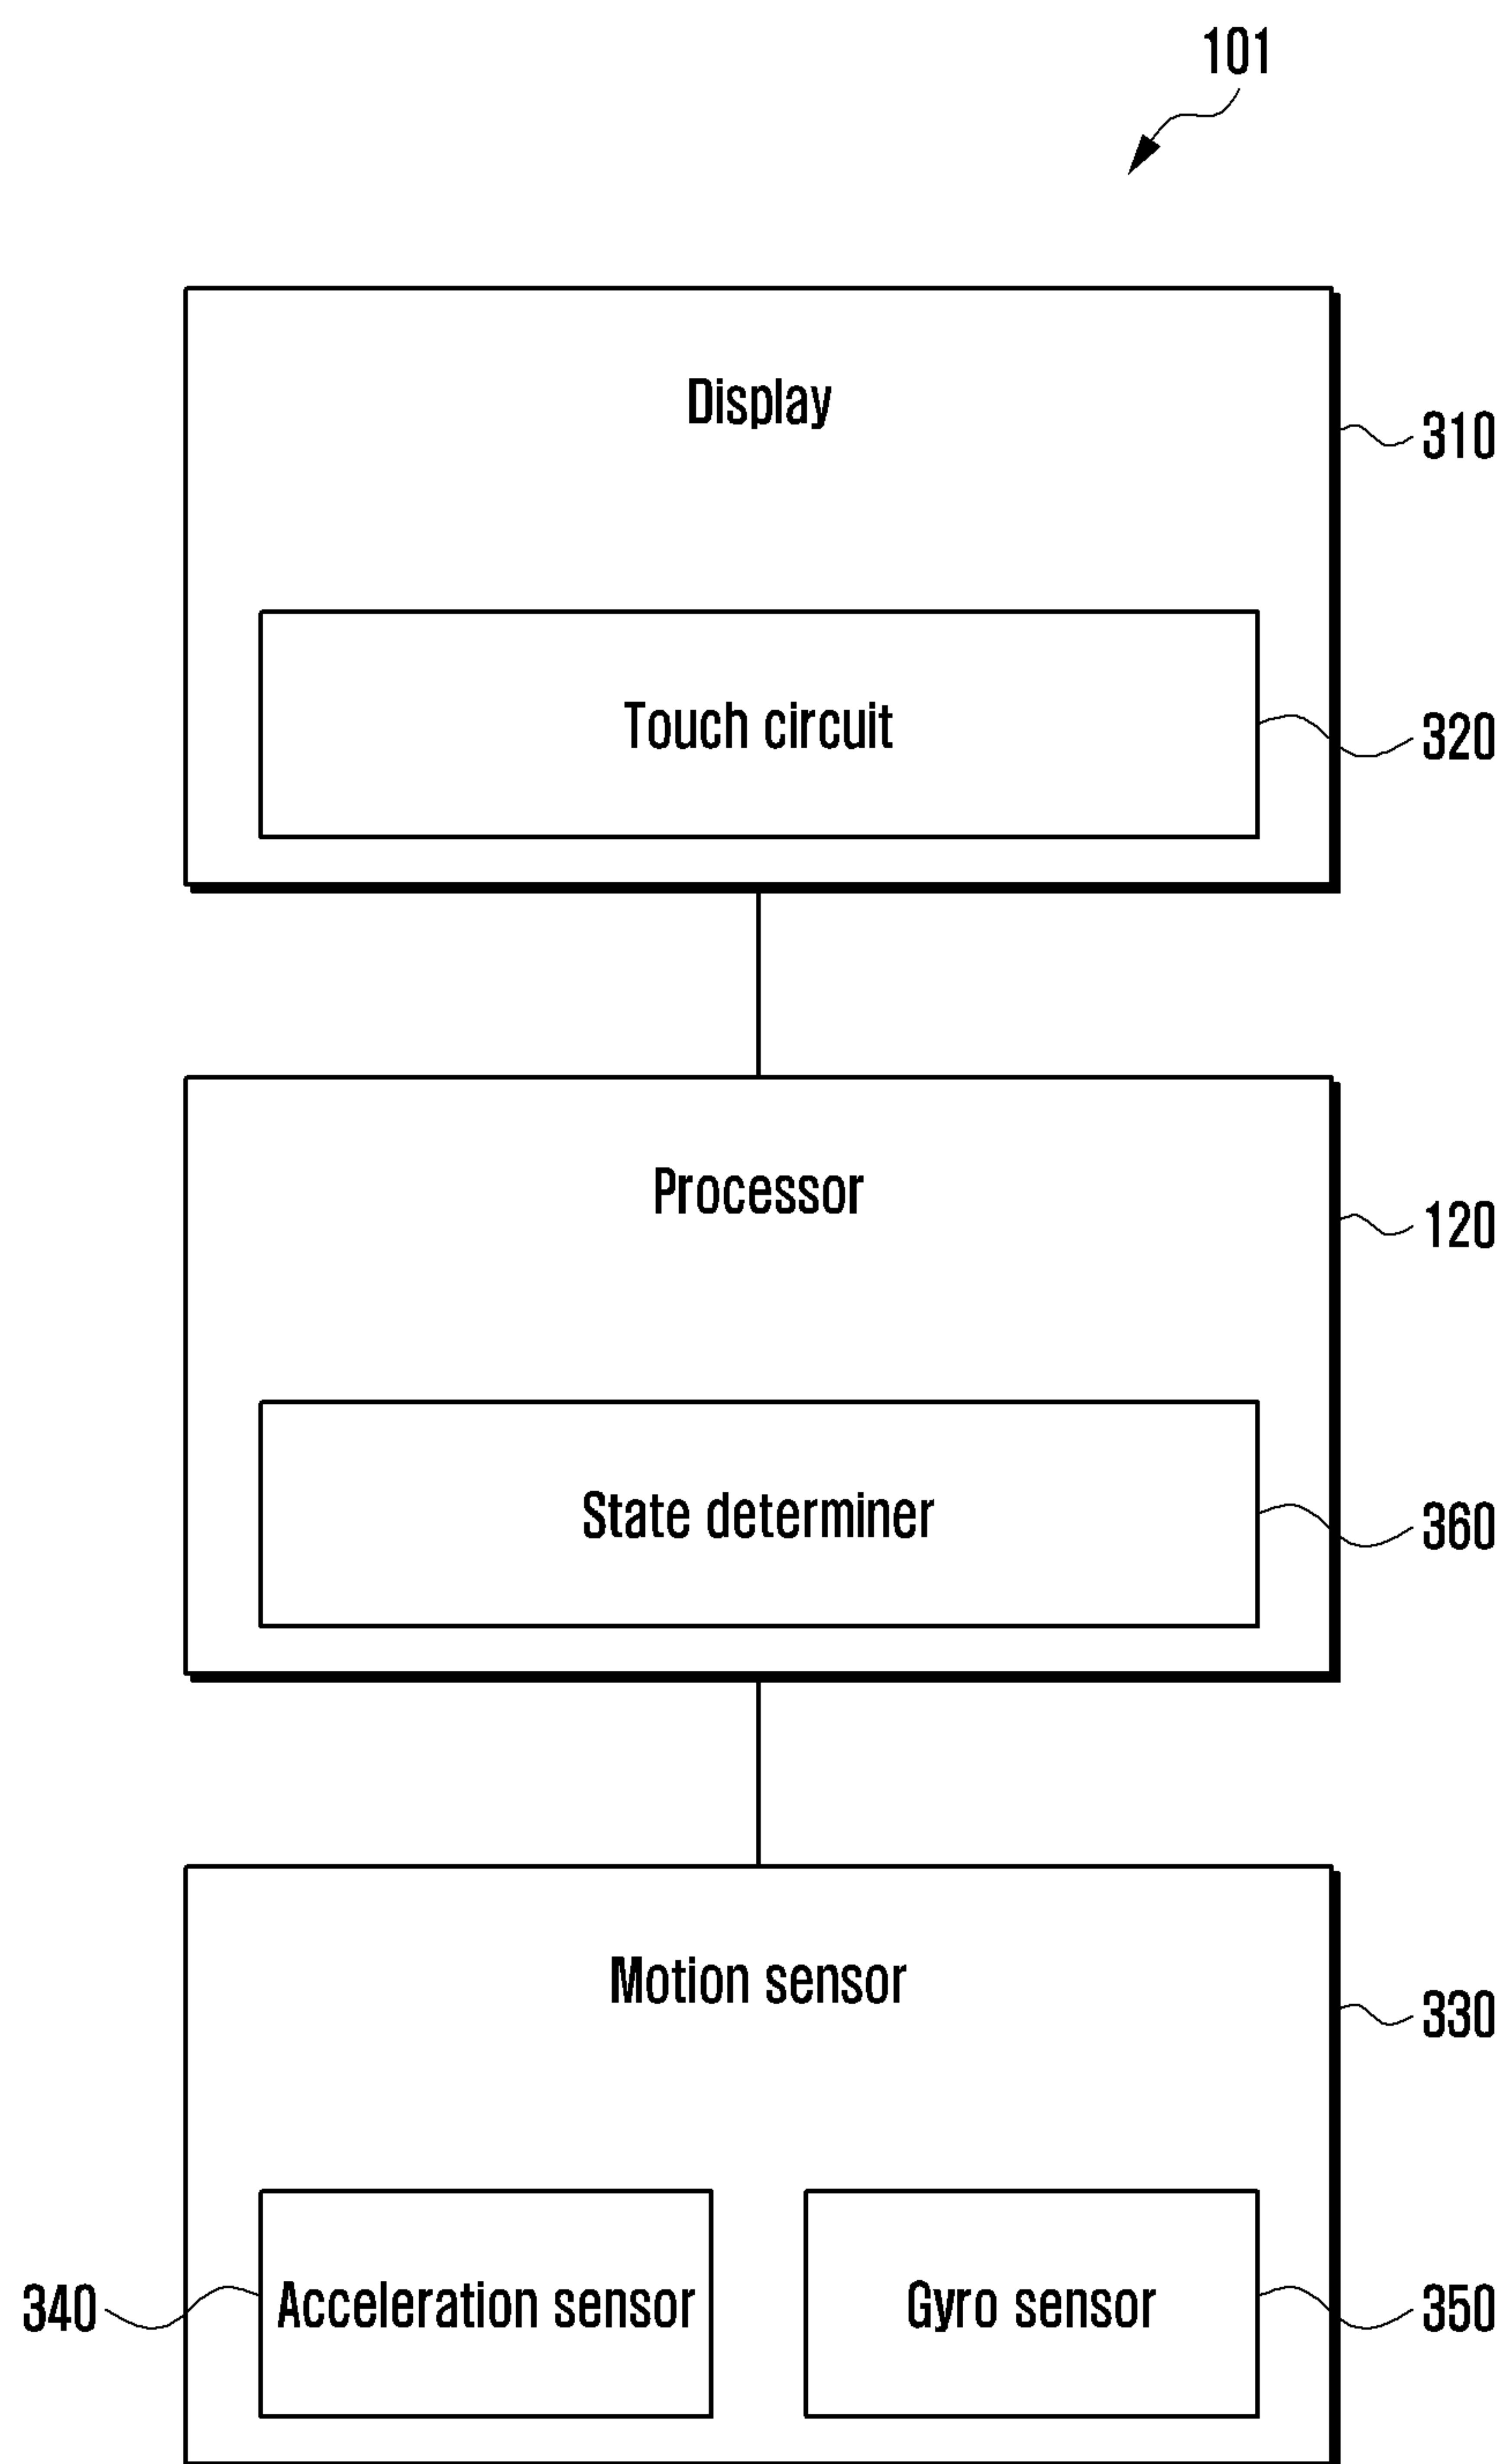 101
Display
310
Touch circuit
320
Processor
120
State determiner
360
Motion sensor
330
340
Acceleration sensor
Gyro sensor
350